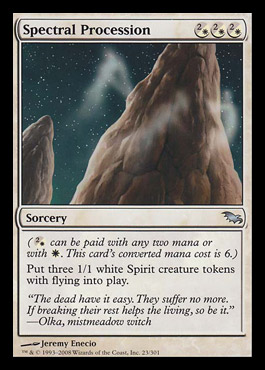 Spectral Procession
Sorcery
( can be paid with any two mana or
with . This card's converted mana cost is 6.)
Put three 1/1 white Spirit creature tokens
with flying into play.
"The dead have it easy. They suffer no more.
If breaking their rest helps the living, so be it."
—Olka, mistmeadow witch
Jeremy Enecio
™ & © 1993–2008 Wizards of the Coast, Inc. 23/301